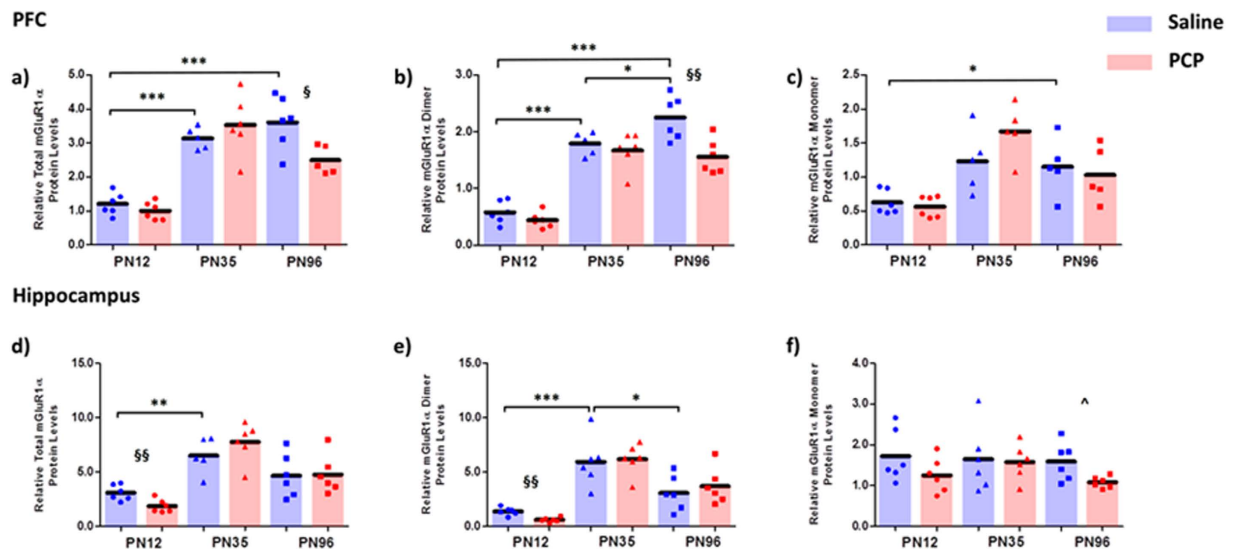 PFC
Saline
PCP
a)
Relative Total mGluR1α
Protein Levels
5.0
4.0
3.0
2.0
1.0
0.0
***
***
§
PN12 PN35 PN96
b)
Relative mGluR1α Dimer
Protein Levels
3.0
2.0
1.0
0.0
***
*
***
§§
PN12 PN35 PN96
c)
Relative mGluR1α Monomer
Protein Levels
2.5
2.0
1.5
1.0
0.5
0.0
*
PN12 PN35 PN96
Hippocampus
d)
Relative Total mGluR1α
Protein Levels
15.0
10.0
5.0
0.0
**
§§
PN12 PN35 PN96
e)
Relative mGluR1α Dimer
Protein Levels
15.0
10.0
5.0
0.0
***
*
§§
PN12 PN35 PN96
f)
Relative mGluR1α Monomer
Protein Levels
4.0
3.0
2.0
1.0
0.0
^
PN12 PN35 PN96